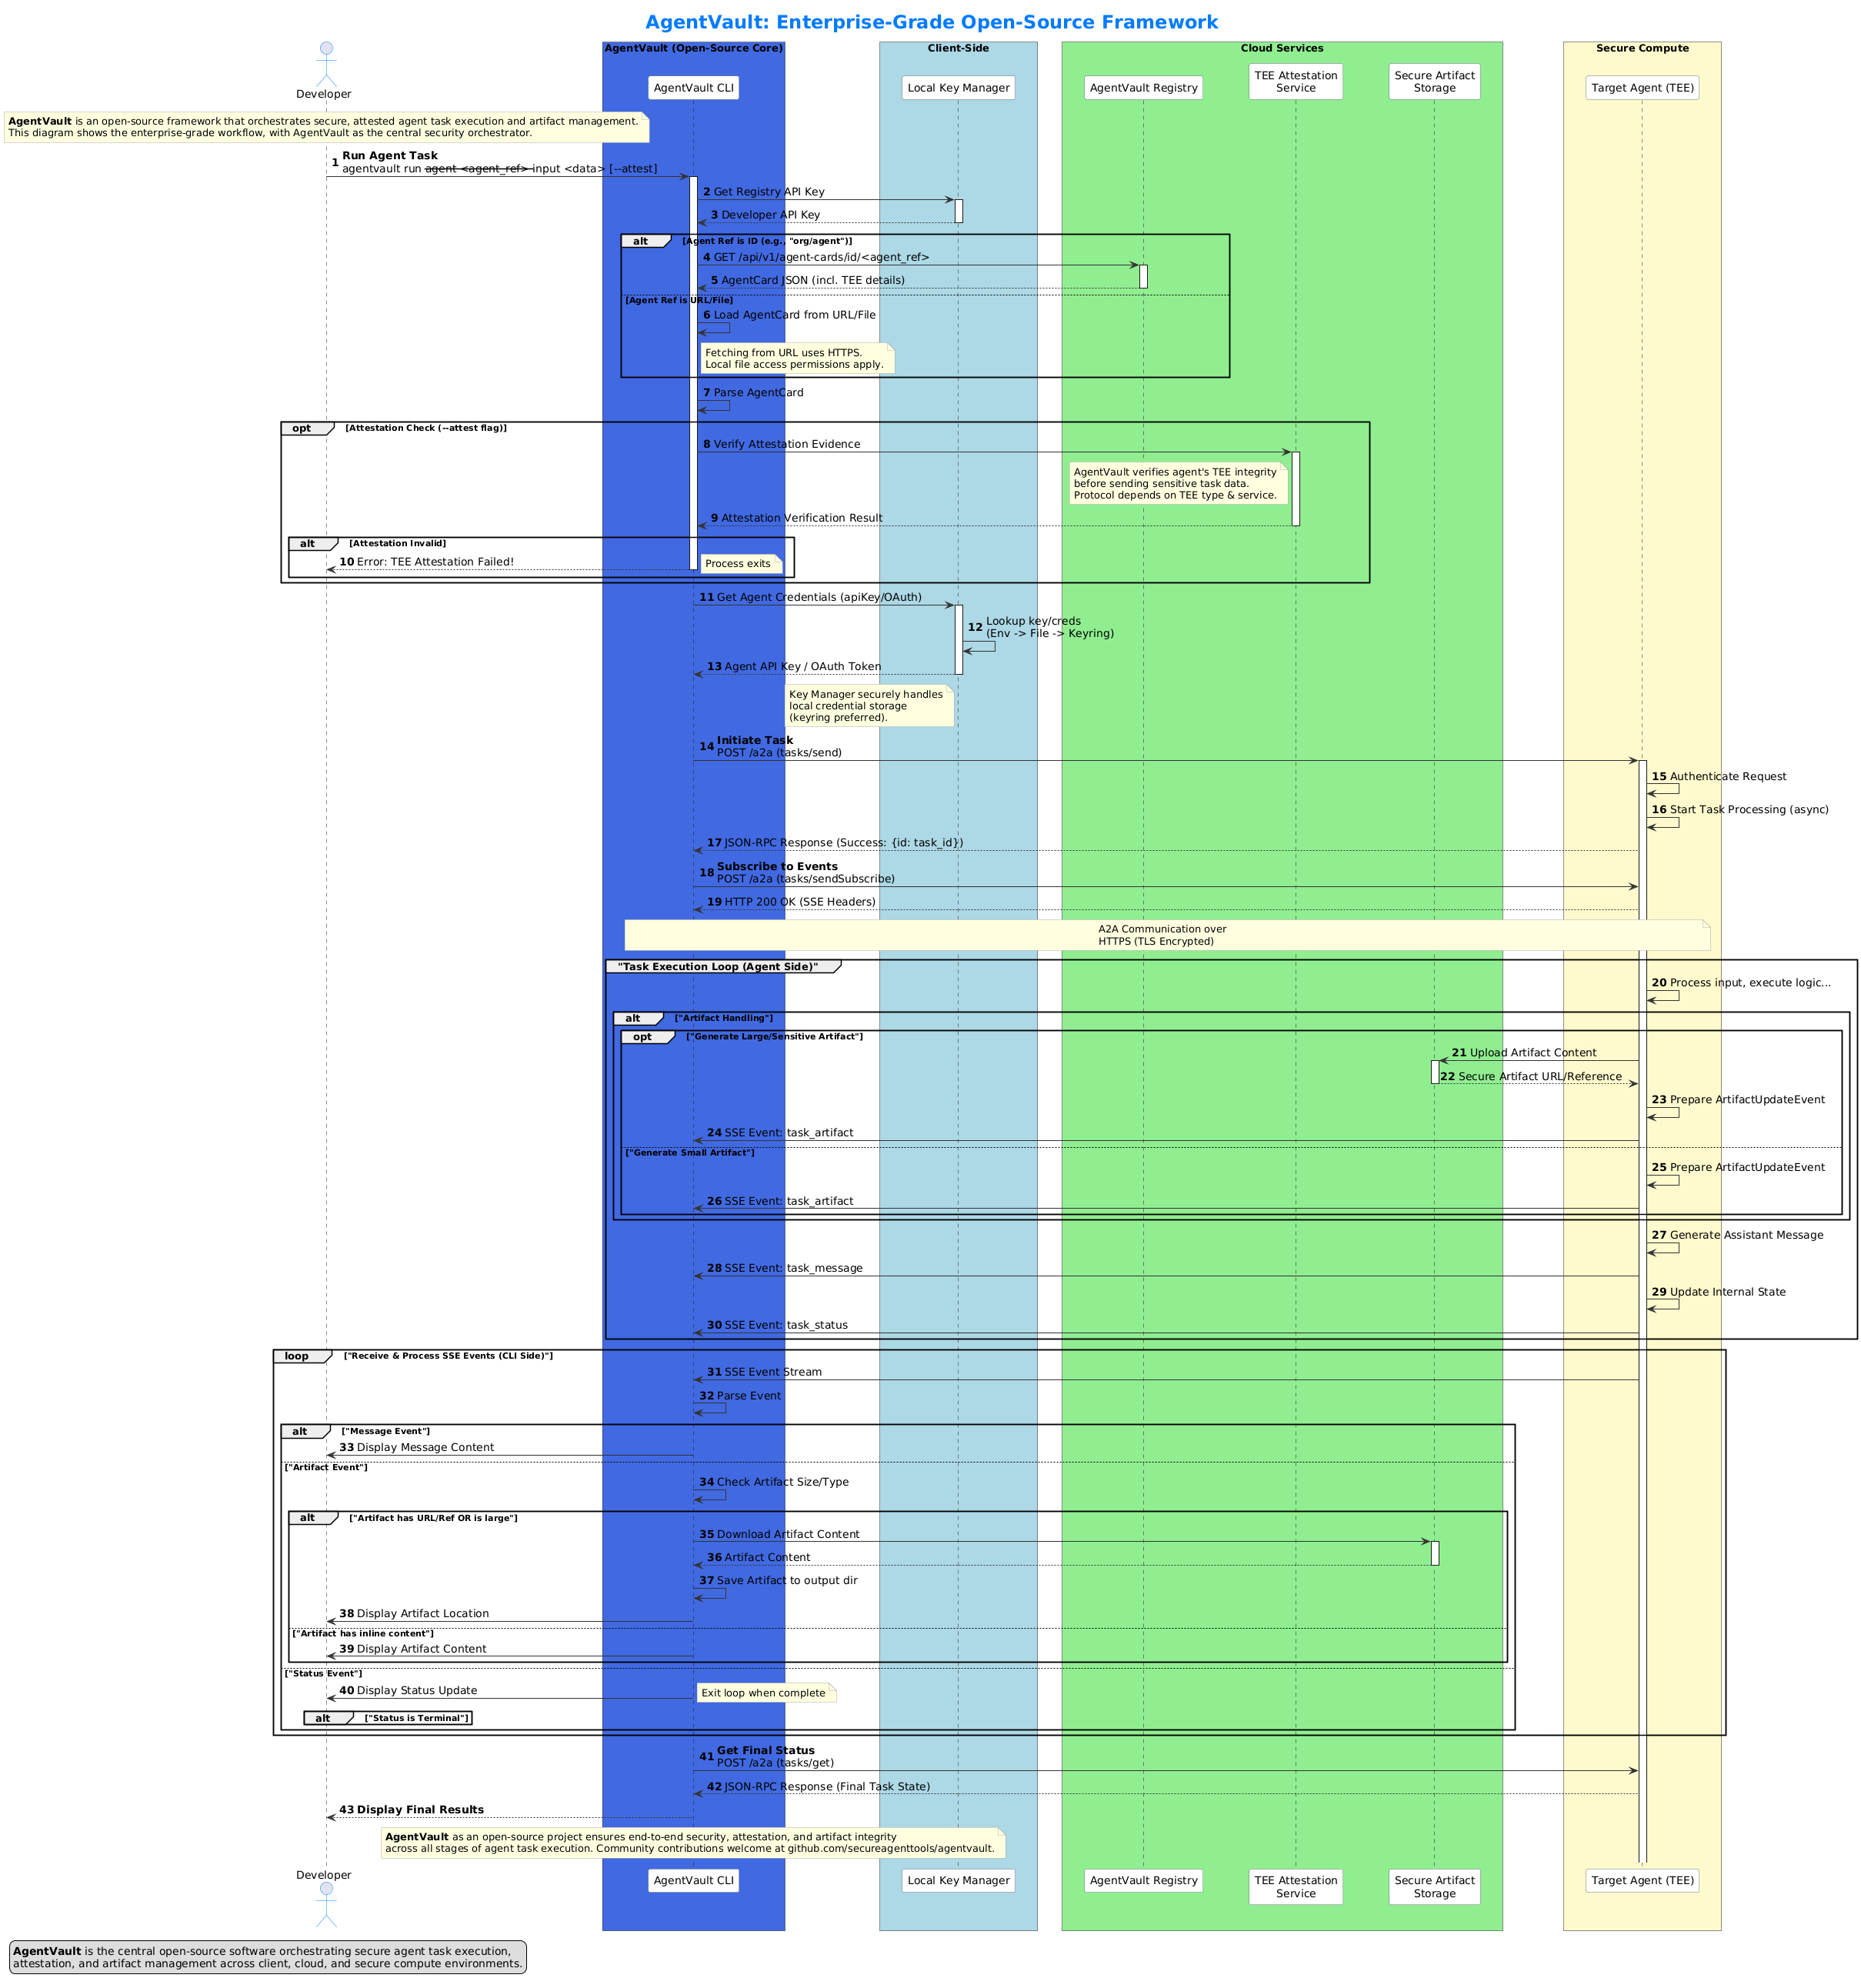 AgentVault: Enterprise-Grade Open-Source Framework
AgentVault (Open-Source Core)
Client-Side
Cloud Services
Secure Compute
Developer
AgentVault CLI
Local Key Manager
AgentVault Registry
TEE Attestation
Service
Secure Artifact
Storage
Target Agent (TEE)
AgentVault is an open-source framework that orchestrates secure, attested agent task execution and artifact management.
This diagram shows the enterprise-grade workflow, with AgentVault as the central security orchestrator.
1 Run Agent Task
agentvault run agent <agent_ref> input <data> [--attest]
2 Get Registry API Key
3 Developer API Key
alt [Agent Ref is ID (e.g., "org/agent")]
4 GET /api/v1/agent-cards/id/<agent_ref>
5 AgentCard JSON (incl. TEE details)
[Agent Ref is URL/File]
6 Load AgentCard from URL/File
Fetching from URL uses HTTPS.
Local file access permissions apply.
7 Parse AgentCard
opt [Attestation Check (--attest flag)]
8 Verify Attestation Evidence
AgentVault verifies agent's TEE integrity
before sending sensitive task data.
Protocol depends on TEE type & service.
9 Attestation Verification Result
alt [Attestation Invalid]
10 Error: TEE Attestation Failed!
Process exits
11 Get Agent Credentials (apiKey/OAuth)
12 Lookup key/creds
(Env -> File -> Keyring)
13 Agent API Key / OAuth Token
Key Manager securely handles
local credential storage
(keyring preferred).
14 Initiate Task
POST /a2a (tasks/send)
15 Authenticate Request
16 Start Task Processing (async)
17 JSON-RPC Response (Success: {id: task_id})
18 Subscribe to Events
POST /a2a (tasks/sendSubscribe)
19 HTTP 200 OK (SSE Headers)
A2A Communication over
HTTPS (TLS Encrypted)
"Task Execution Loop (Agent Side)"
20 Process input, execute logic...
alt ["Artifact Handling"]
opt ["Generate Large/Sensitive Artifact"]
21 Upload Artifact Content
22 Secure Artifact URL/Reference
23 Prepare ArtifactUpdateEvent
24 SSE Event: task_artifact
["Generate Small Artifact"]
25 Prepare ArtifactUpdateEvent
26 SSE Event: task_artifact
27 Generate Assistant Message
28 SSE Event: task_message
29 Update Internal State
30 SSE Event: task_status
loop ["Receive & Process SSE Events (CLI Side)"]
31 SSE Event Stream
32 Parse Event
alt ["Message Event"]
33 Display Message Content
["Artifact Event"]
34 Check Artifact Size/Type
alt ["Artifact has URL/Ref OR is large"]
35 Download Artifact Content
36 Artifact Content
37 Save Artifact to output dir
38 Display Artifact Location
["Artifact has inline content"]
39 Display Artifact Content
["Status Event"]
40 Display Status Update
Exit loop when complete
alt ["Status is Terminal"]
41 Get Final Status
POST /a2a (tasks/get)
42 JSON-RPC Response (Final Task State)
43 Display Final Results
AgentVault as an open-source project ensures end-to-end security, attestation, and artifact integrity
across all stages of agent task execution. Community contributions welcome at github.com/secureagenttools/agentvault.
Developer
AgentVault CLI
Local Key Manager
AgentVault Registry
TEE Attestation
Service
Secure Artifact
Storage
Target Agent (TEE)
AgentVault is the central open-source software orchestrating secure agent task execution,
attestation, and artifact management across client, cloud, and secure compute environments.